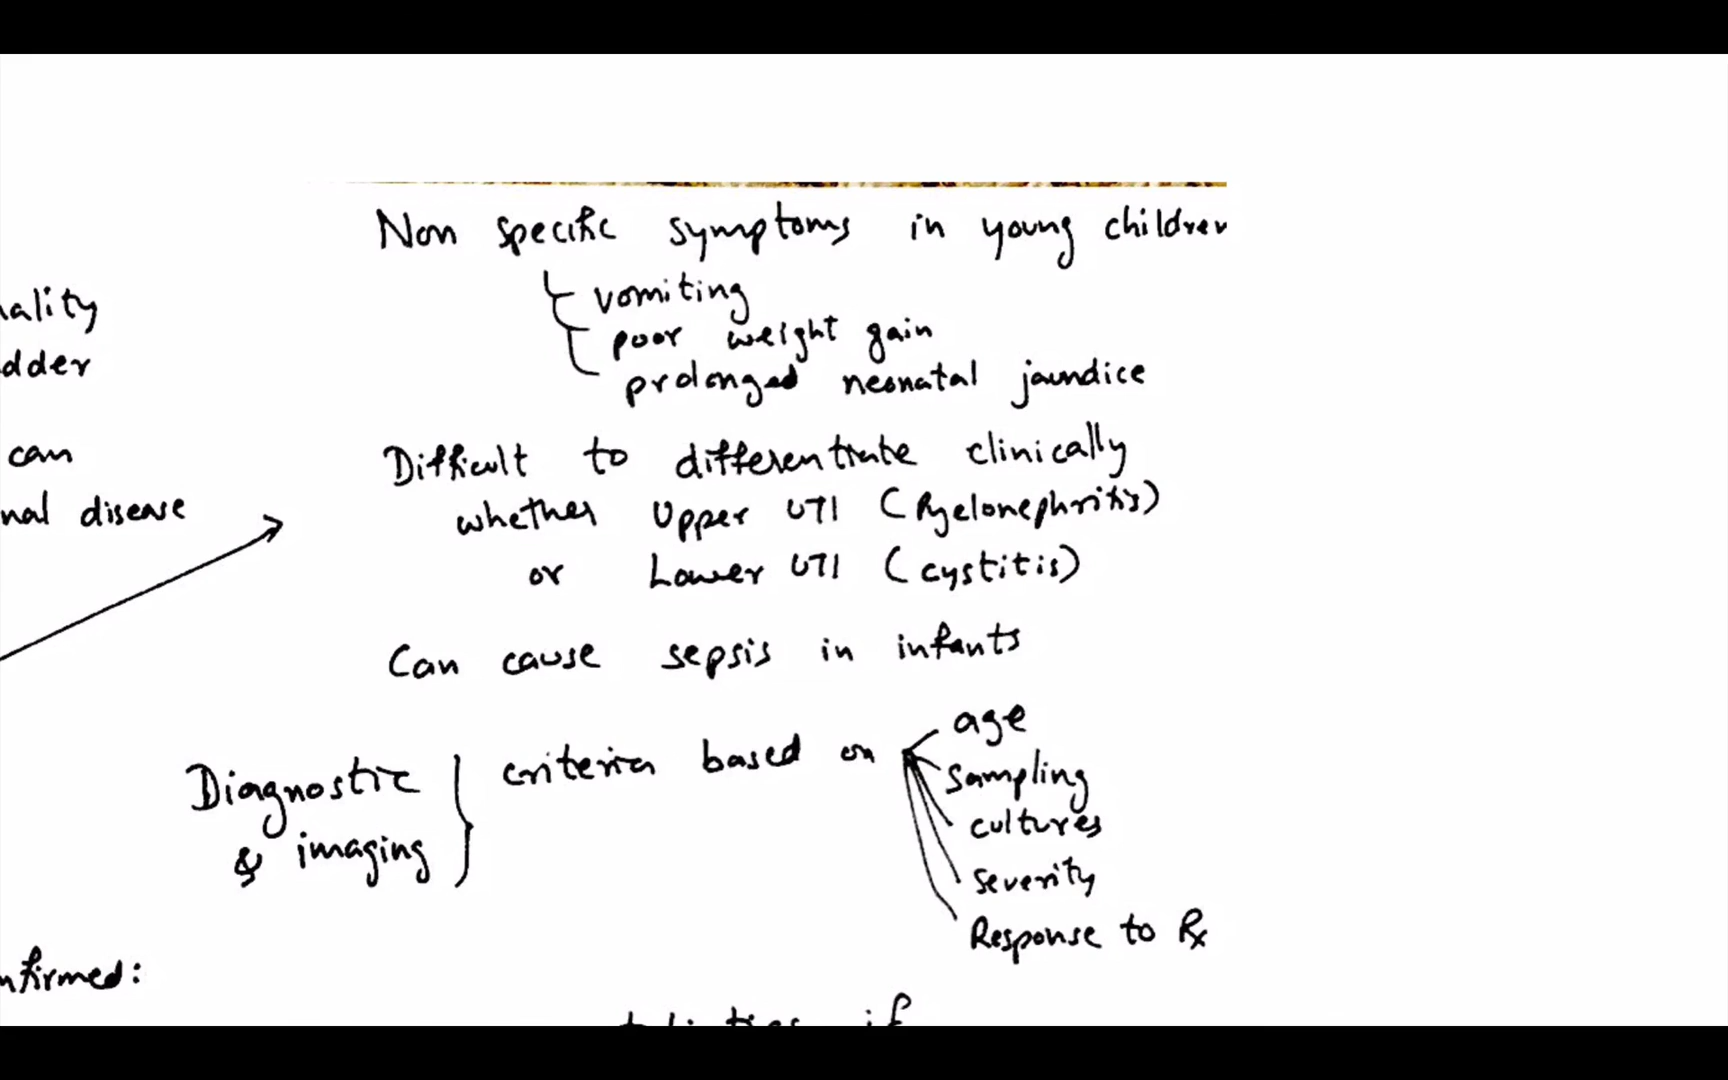 Non specific symptoms in young children
vomiting
nality
poor weight gain
dder
prolonged neonatal jaundice
can
Difficult to differentiate clinically
nal disease
whether Upper UTI (Pyelonephritis)
or Lower UTI (cystitis)
Can cause sepsis in infants
age
Diagnostic criteria based on
sampling
& imaging
cultures
severity
Response to Rx
nfirmed:
if